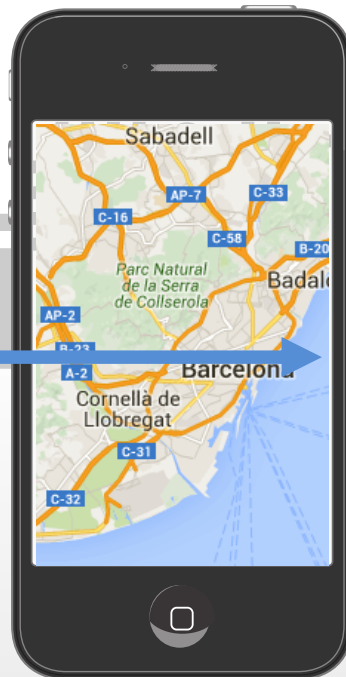 Sabadell
AP-7
C-33
C-16
C-58
B-20
Parc Natural
de la Serra
de Collserola
Badal
AP-2
B-23
A-2
Barcelona
Cornellà de
Llobregat
C-31
C-32